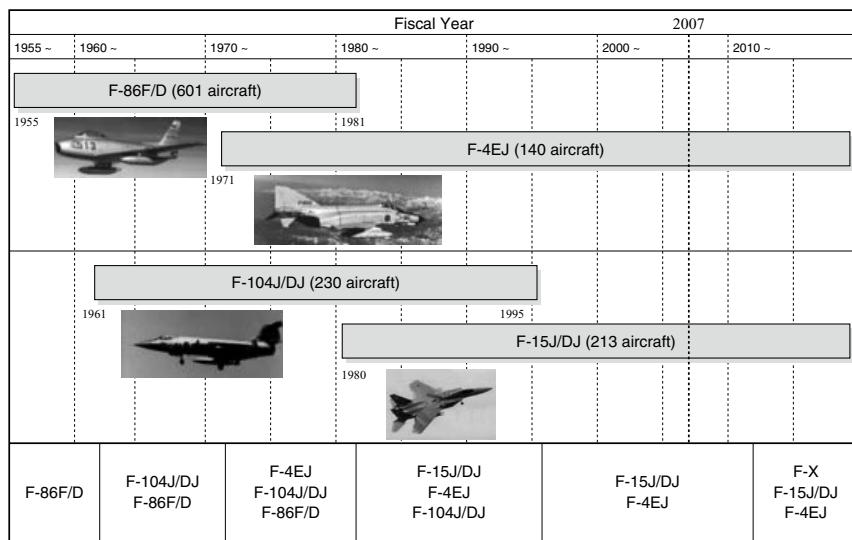 Fiscal Year 2007
1955 ~ 1960 ~ 1970 ~ 1980 ~ 1990 ~ 2000 ~ 2010 ~
F-86F/D (601 aircraft)
1955 1981
F-4EJ (140 aircraft)
1971
F-104J/DJ (230 aircraft)
1961 1995
F-15J/DJ (213 aircraft)
1980
F-86F/D
F-104J/DJ
F-86F/D
F-4EJ
F-104J/DJ
F-86F/D
F-15J/DJ
F-4EJ
F-104J/DJ
F-15J/DJ
F-4EJ
F-X
F-15J/DJ
F-4EJ